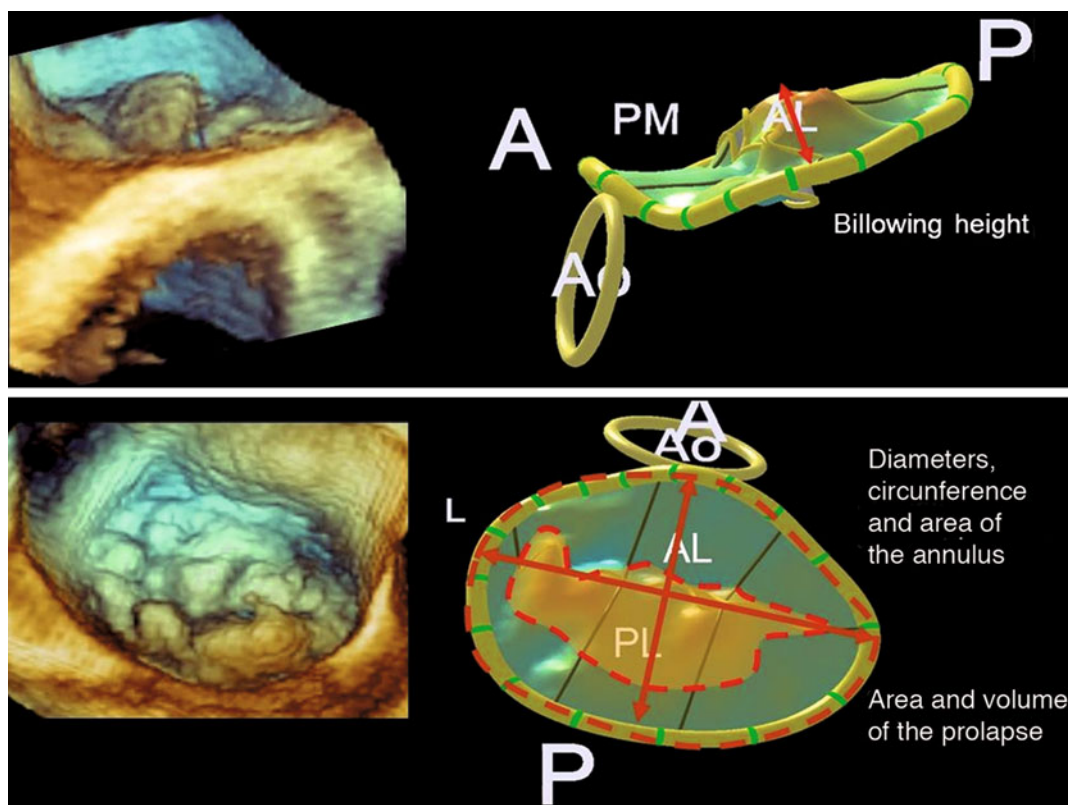 P
A
PM
AL
Billowing height
Ao
A
Ao
Diameters,
circunference
and area of
the annulus
L
AL
PL
Area and volume
of the prolapse
P